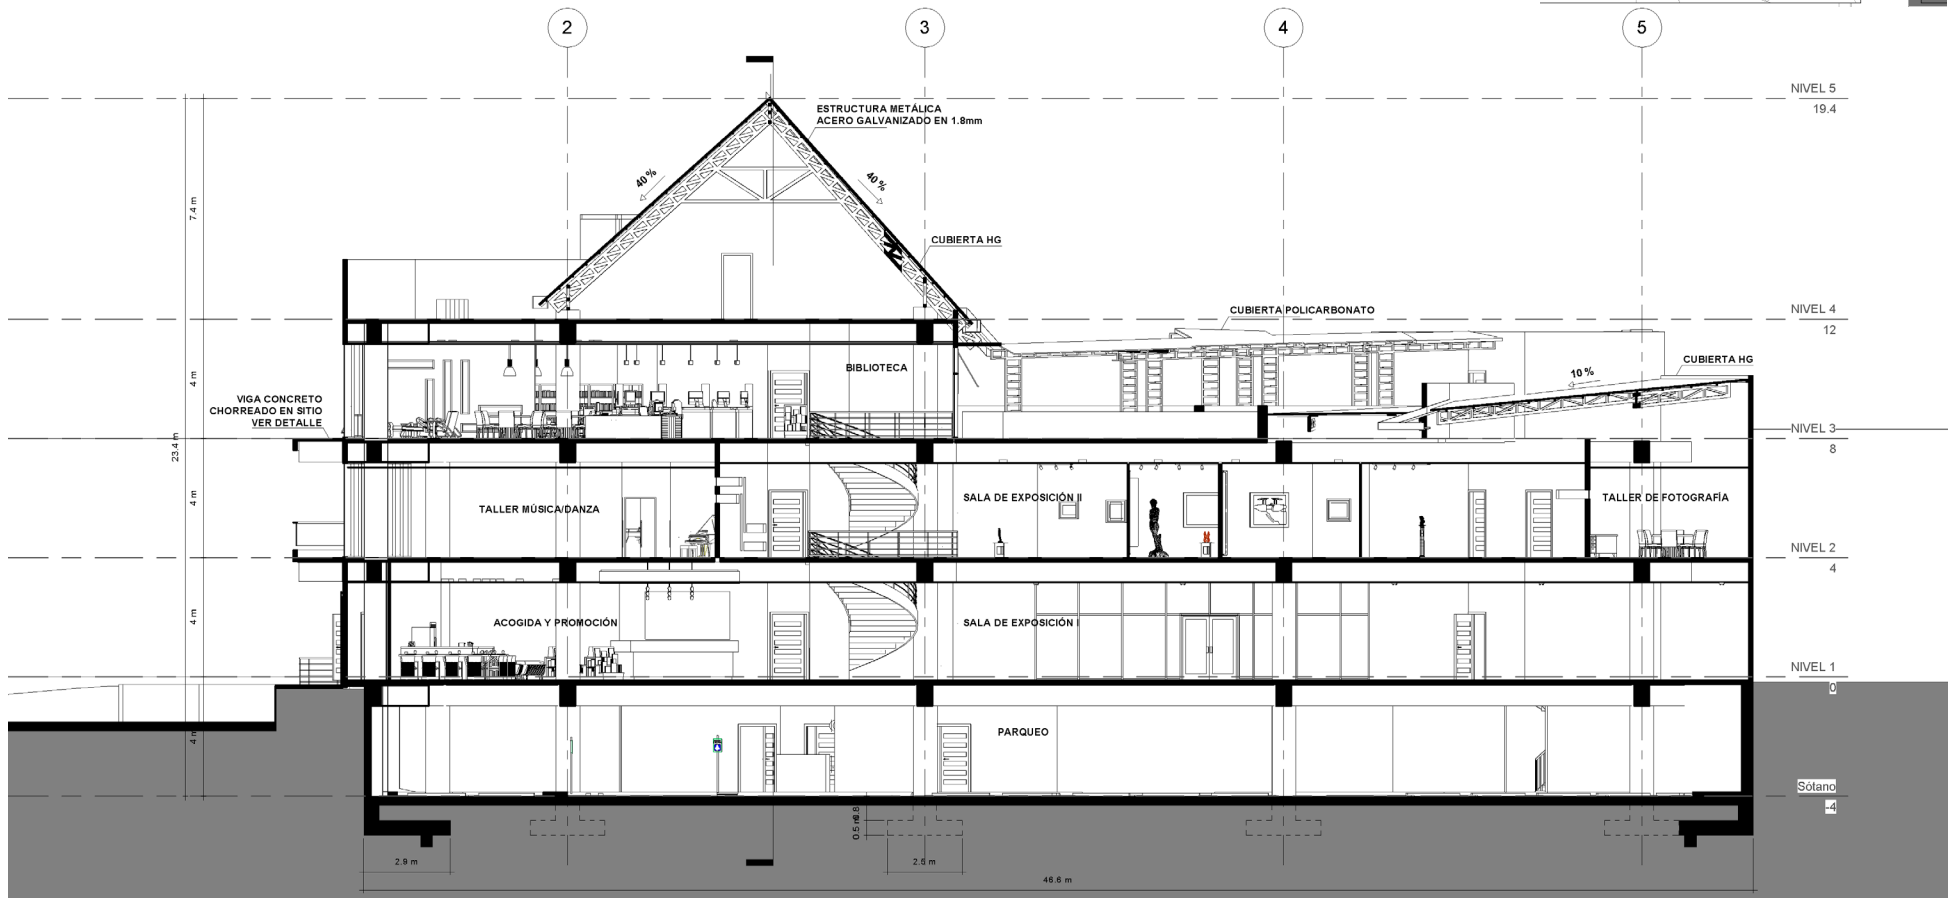 2
3
4
5
NIVEL 5
19.4
ESTRUCTURA METÁLICA
ACERO GALVANIZADO EN 1.8mm
40%
40%
7.4 m
CUBIERTA HG
CUBIERTA POLICARBONATO
NIVEL 4
12
CUBIERTA HG
10%
BIBLIOTECA
4 m
VIGA CONCRETO
CHORREADO EN SITIO
VER DETALLE
23.4 m
NIVEL 3
8
TALLER MÚSICA/DANZA
SALA DE EXPOSICIÓN II
TALLER DE FOTOGRAFÍA
4 m
NIVEL 2
4
ACOGIDA Y PROMOCIÓN
SALA DE EXPOSICIÓN I
4 m
NIVEL 1
0
PARQUEO
4 m
Sótano
-4
0.5 m
2.9 m
46.6 m